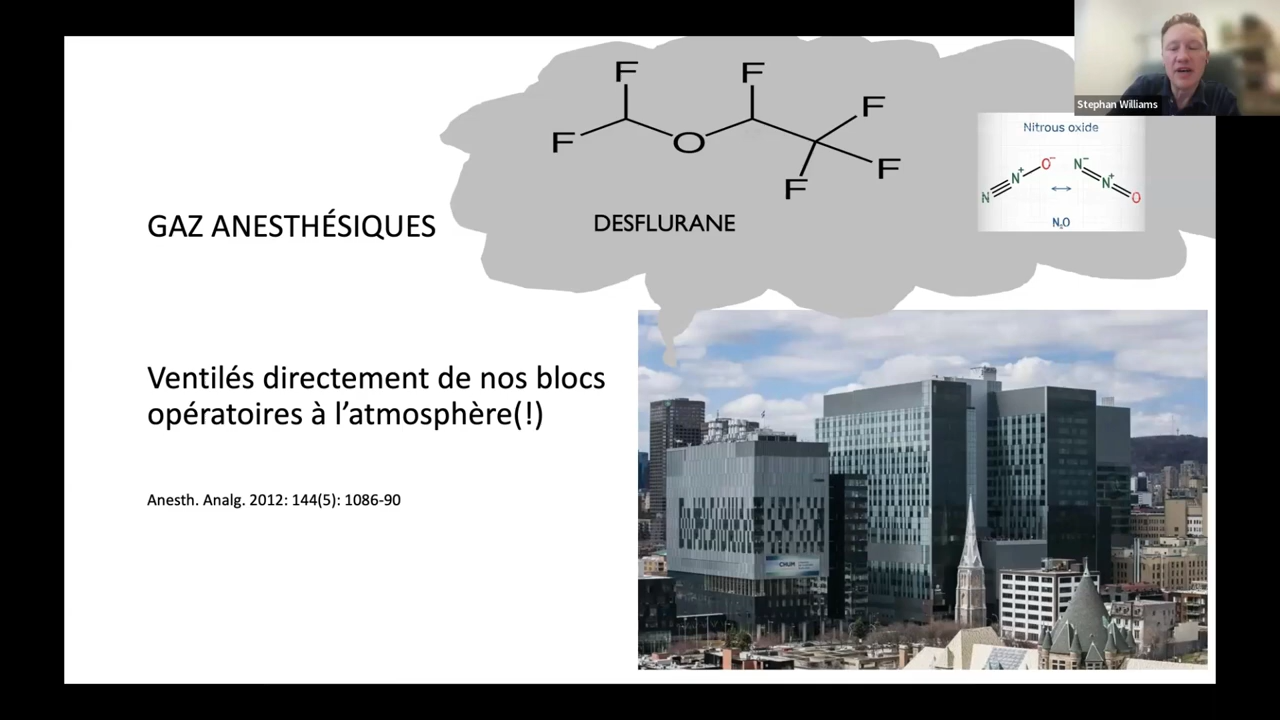 Stephan Williams
F
F
F
F
O
F
F
F
DESFLURANE
Nitrous oxide
N
N+
O-
N-
N+
O
N
N₂O
GAZ ANESTHÉSIQUES
Ventilés directement de nos blocs
opératoires à l’atmosphère(!)
Anesth. Analg. 2012: 144(5): 1086-90
CHUM